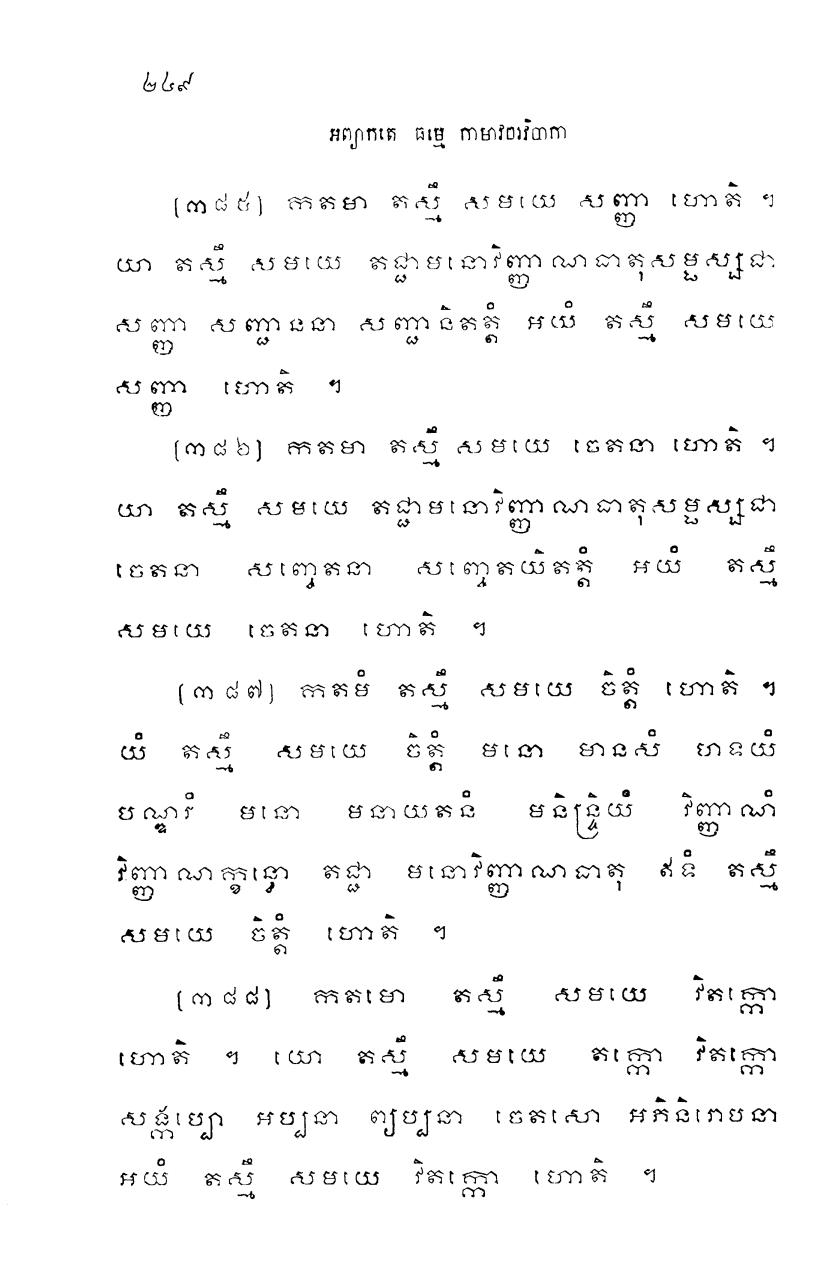 ២៤៩
អព្យាកតេ ធម្មេ កាមាវចរវិបាកា
(៣៨៥) កតមា តស្មឹ សមយេ សញ្ញា ហោតិ ។
យា តស្មឹ សមយេ តជ្ជាមនោវិញ្ញាណធាតុសម្ផស្សជា
សញ្ញា សញ្ជាននា សញ្ជានិតត្តំ អយំ តស្មឹ សមយេ
សញ្ញា ហោតិ ។
(៣៨៦) កតមា តស្មឹ សមយេ ចេតនា ហោតិ ។
យា តស្មឹ សមយេ តជ្ជាមនោវិញ្ញាណធាតុសម្ផស្សជា
ចេតនា សញ្ចេតនា សញ្ចេតយិតត្តំ អយំ តស្មឹ
សមយេ ចេតនា ហោតិ ។
(៣៨៧) កតមំ តស្មឹ សមយេ ចិត្តំ ហោតិ ។
យំ តស្មឹ សមយេ ចិត្តំ មនោ មានសំ ហទយំ
បណ្ឌរំ មនោ មនាយតនំ មនិន្ទ្រិយំ វិញ្ញាណំ
វិញ្ញាណក្ខន្ធោ តជ្ជា មនោវិញ្ញាណធាតុ ឥទំ តស្មឹ
សមយេ ចិត្តំ ហោតិ ។
(៣៨៨) កតមោ តស្មឹ សមយេ វិតក្កោ
ហោតិ ។ យោ តស្មឹ សមយេ តក្កោ វិតក្កោ
សង្កប្បោ អប្បនា ព្យប្បនា ចេតសោ អភិនិរោបនា
អយំ តស្មឹ សមយេ វិតក្កោ ហោតិ ។